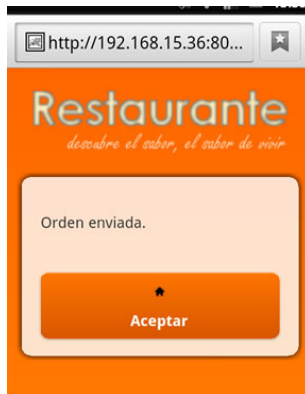 http://192.168.15.36:80...
Restaurante
descubre el sabor, el sabor de vivir
Orden enviada.
Aceptar